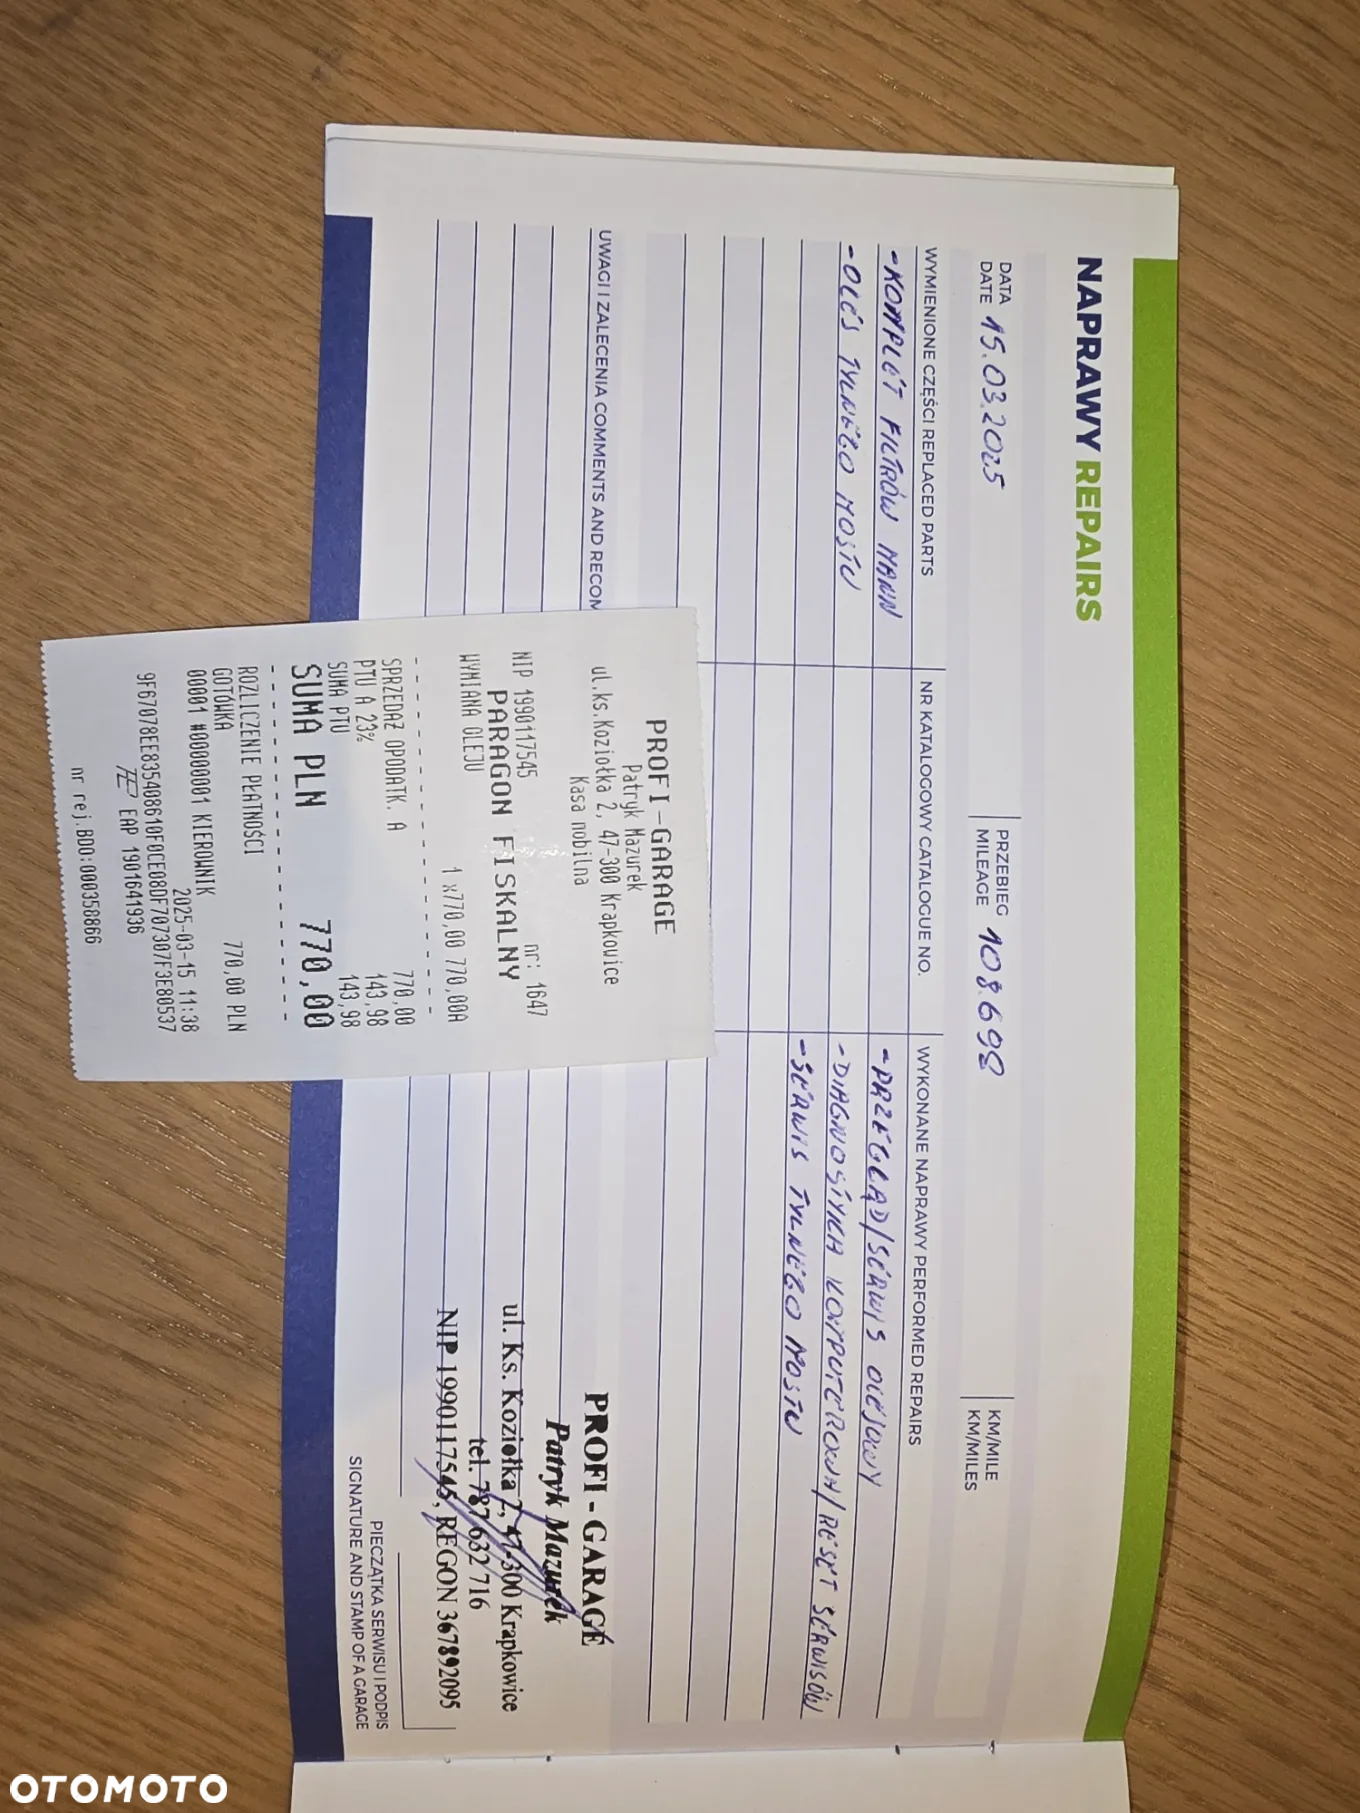 NAPRAWY REPAIRS
DATA
DATE 15.03.2025
PRZEBIEG
MILEAGE 108.698
KM/MILE
KM/MILES
WYMIENIONE CZĘŚCI REPLACED PARTS
NR KATALOGOWY CATALOGUE NO.
WYKONANE NAPRAWY PERFORMED REPAIRS
-KOMPLET FILTRÓW MANN
-PRZEGLĄD/SERWIS OLEJOWY
-OLEJ TYLNEGO MOSTU
-DIAGNOSTYKA KOMPUTEROWA/RESET SERWISÓW
-SERWIS TYLNEGO MOSTU
UWAGI I ZALECENIA COMMENTS AND RECOM
PROFI-GARAGE
Patryk Mazurek
ul.ks.Koziołka 2, 47-300 Krapkowice
Kasa mobilna
NIP 1990117545 nr: 1647
PARAGON FISKALNY
WYMIANA OLEJU
1 x770,00 770,00A
SPRZEDAŻ OPODATK. A 770,00
PTU A 23% 143,98
SUMA PTU 143,98
SUMA PLN 770,00
ROZLICZENIE PŁATNOŚCI
GOTÓWKA 770,00 PLN
00001 #00000001 KIEROWNIK
2025-03-15 11:38
9F67078EE835408610F0CE08DF707307F3E80537
EAP 1901641936
nr rej.BDO:000358866
PROFI - GARAGE
Patryk Mazurek
ul. Ks. Koziołka 2, 47-300 Krapkowice
tel. 787 632 716
NIP 1990117545, REGON 367892095
PIECZĄTKA SERWISU I PODPIS
SIGNATURE AND STAMP OF A GARAGE
OTOMOTO